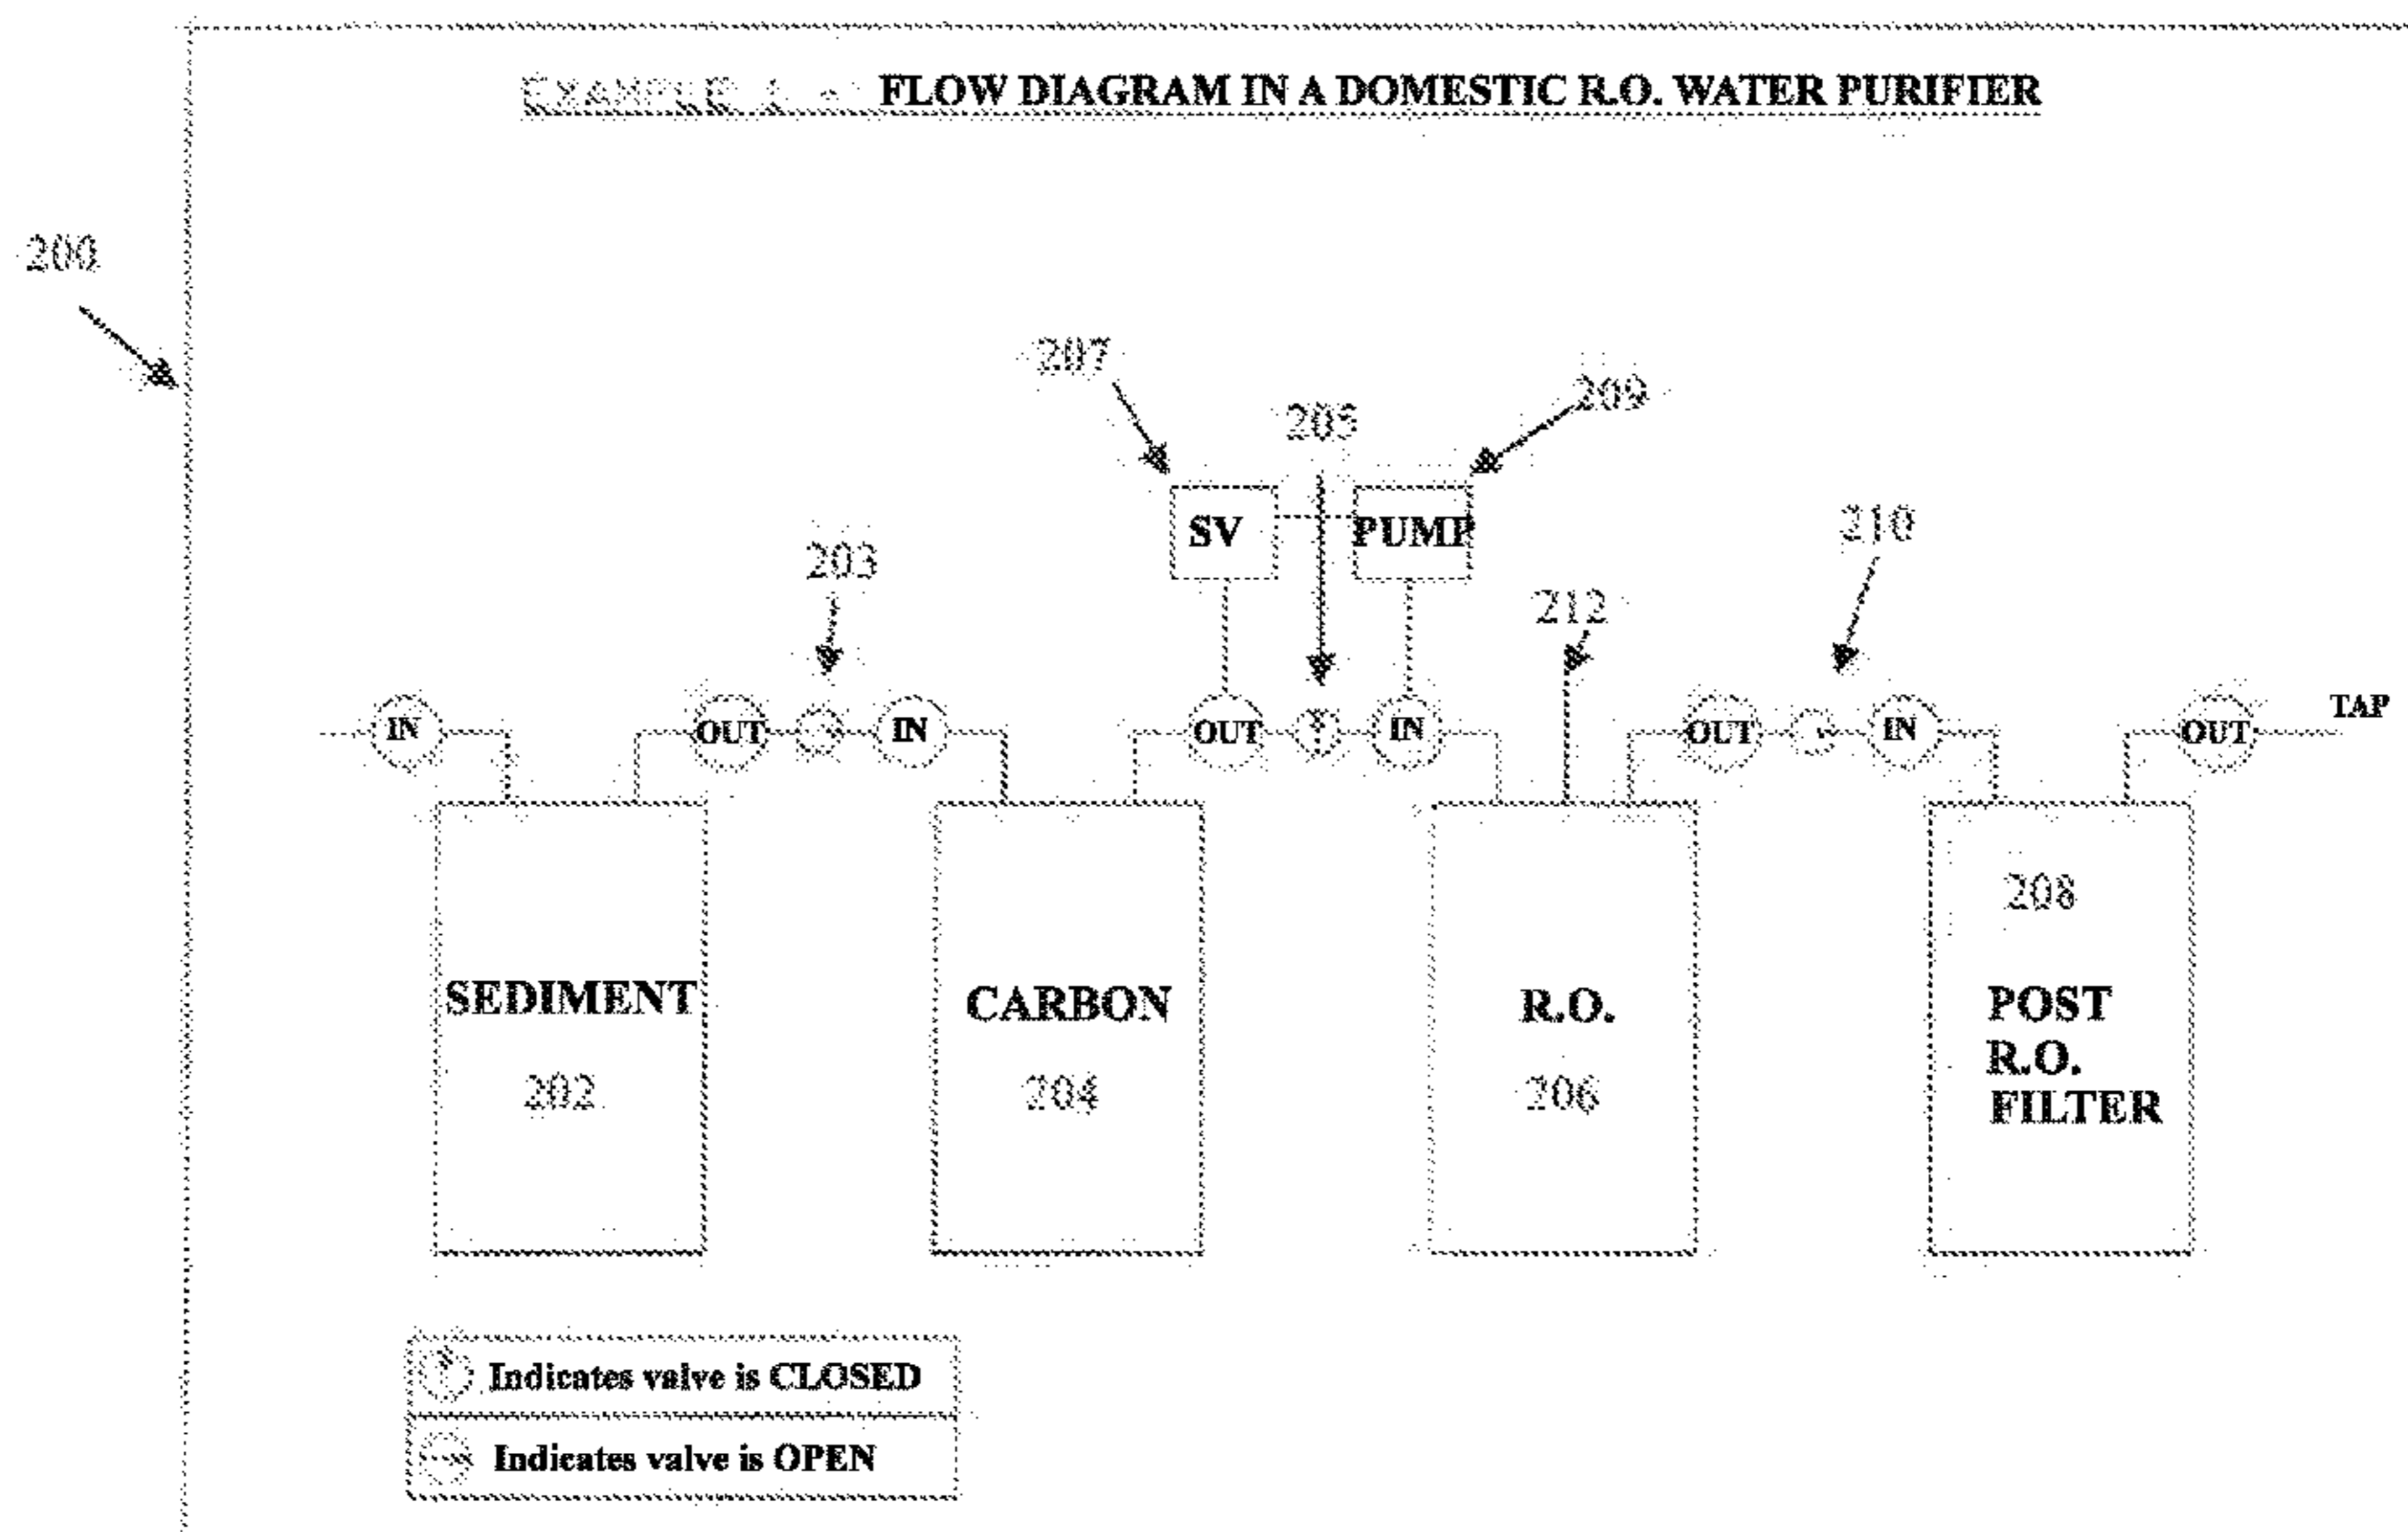 EXAMPLE 1 - FLOW DIAGRAM IN A DOMESTIC R.O. WATER PURIFIER
200
207
205
209
SV
PUMP
203
212
210
IN
OUT
IN
OUT
IN
OUT
IN
OUT
TAP
208
SEDIMENT
202
CARBON
204
R.O.
206
POST
R.O.
FILTER
Indicates valve is CLOSED
Indicates valve is OPEN